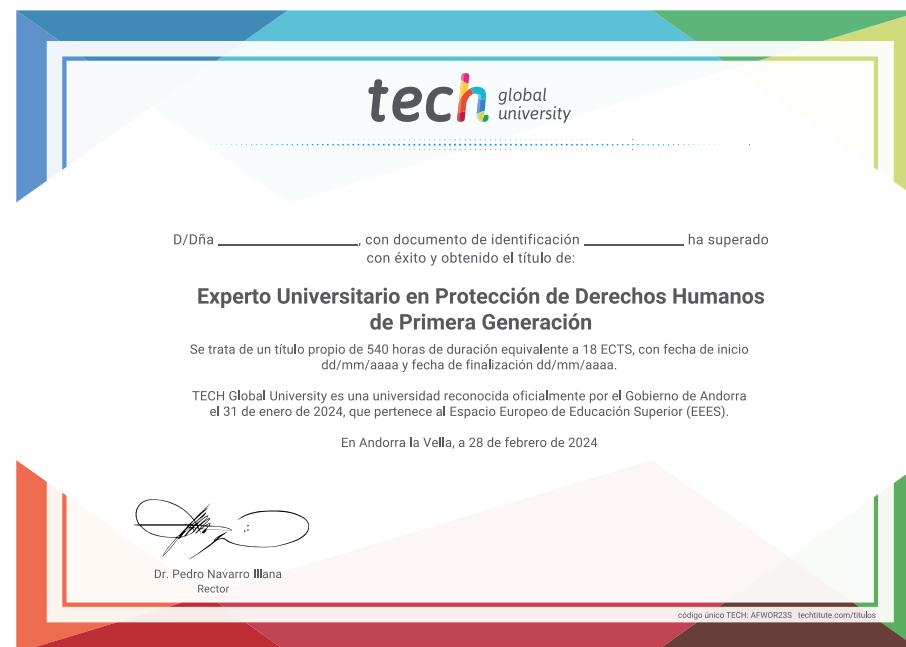 tech global university
D/Dña ______________, con documento de identificación __________ ha superado
con éxito y obtenido el título de:
Experto Universitario en Protección de Derechos Humanos
de Primera Generación
Se trata de un título propio de 540 horas de duración equivalente a 18 ECTS, con fecha de inicio
dd/mm/aaaa y fecha de finalización dd/mm/aaaa.
TECH Global University es una universidad reconocida oficialmente por el Gobierno de Andorra
el 31 de enero de 2024, que pertenece al Espacio Europeo de Educación Superior (EEES).
En Andorra la Vella, a 28 de febrero de 2024
Dr. Pedro Navarro Illana
Rector
código único TECH: AFWOR23S techtitute.com/titulos